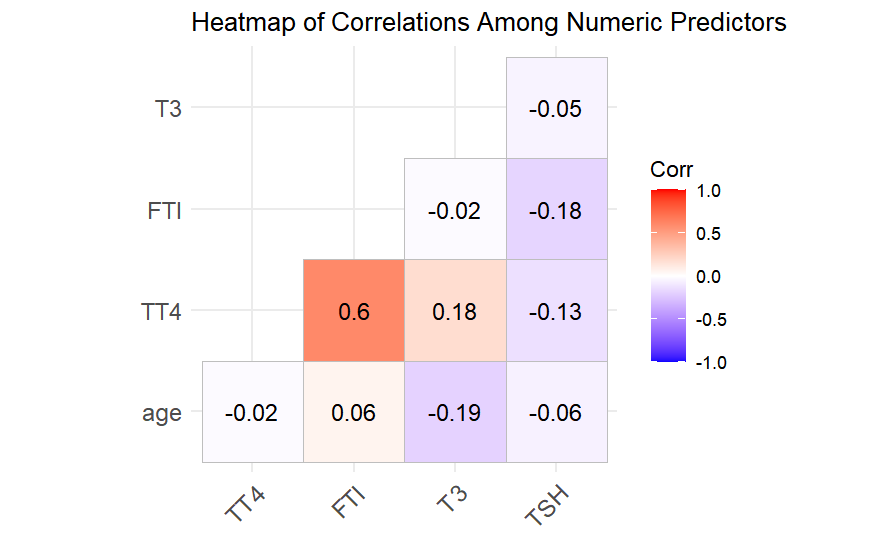 Heatmap of Correlations Among Numeric Predictors
T3
-0.05
FTI
-0.02 -0.18
TT4
0.6 0.18 -0.13
age
-0.02 0.06 -0.19 -0.06
TT4 FTI T3 TSH
Corr
1.0
0.5
0.0
-0.5
-1.0